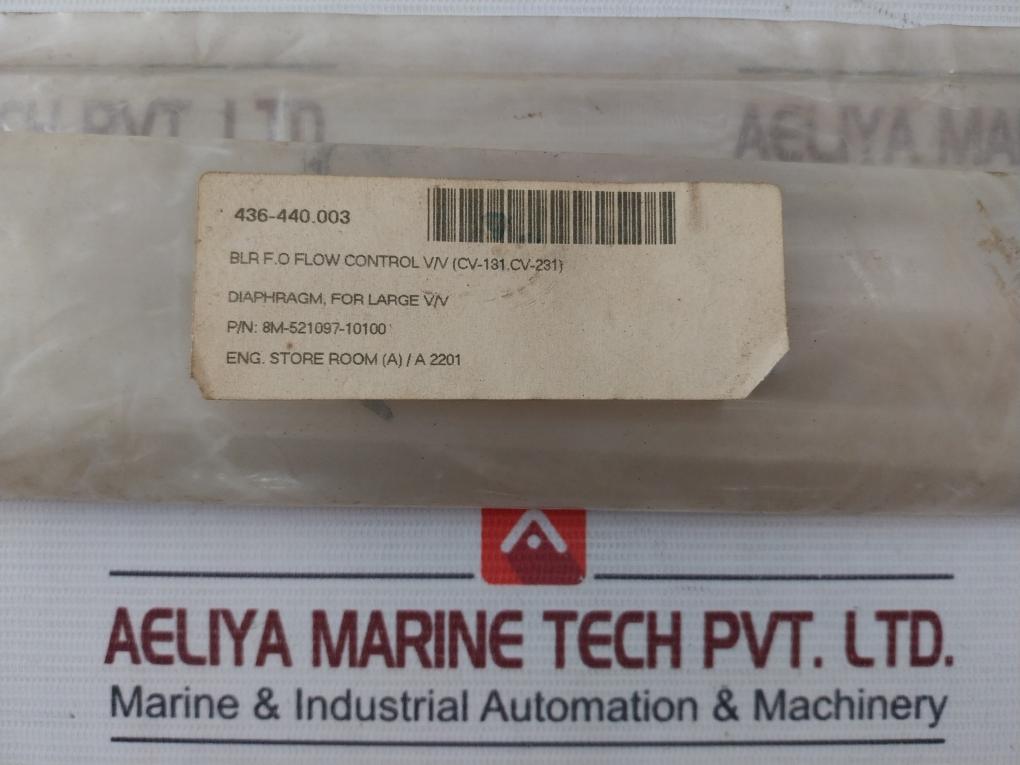 CH PVT. LTD.
AELIYA MA
436-440.003
BLR F.O FLOW CONTROL V/V (CV-131.CV-231)
DIAPHRAGM, FOR LARGE V/V
P/N: 8M-521097-10100
ENG. STORE ROOM (A) / A 2201
AELIYA MARINE TECH PVT. LTD.
Marine & Industrial Automation & Machinery